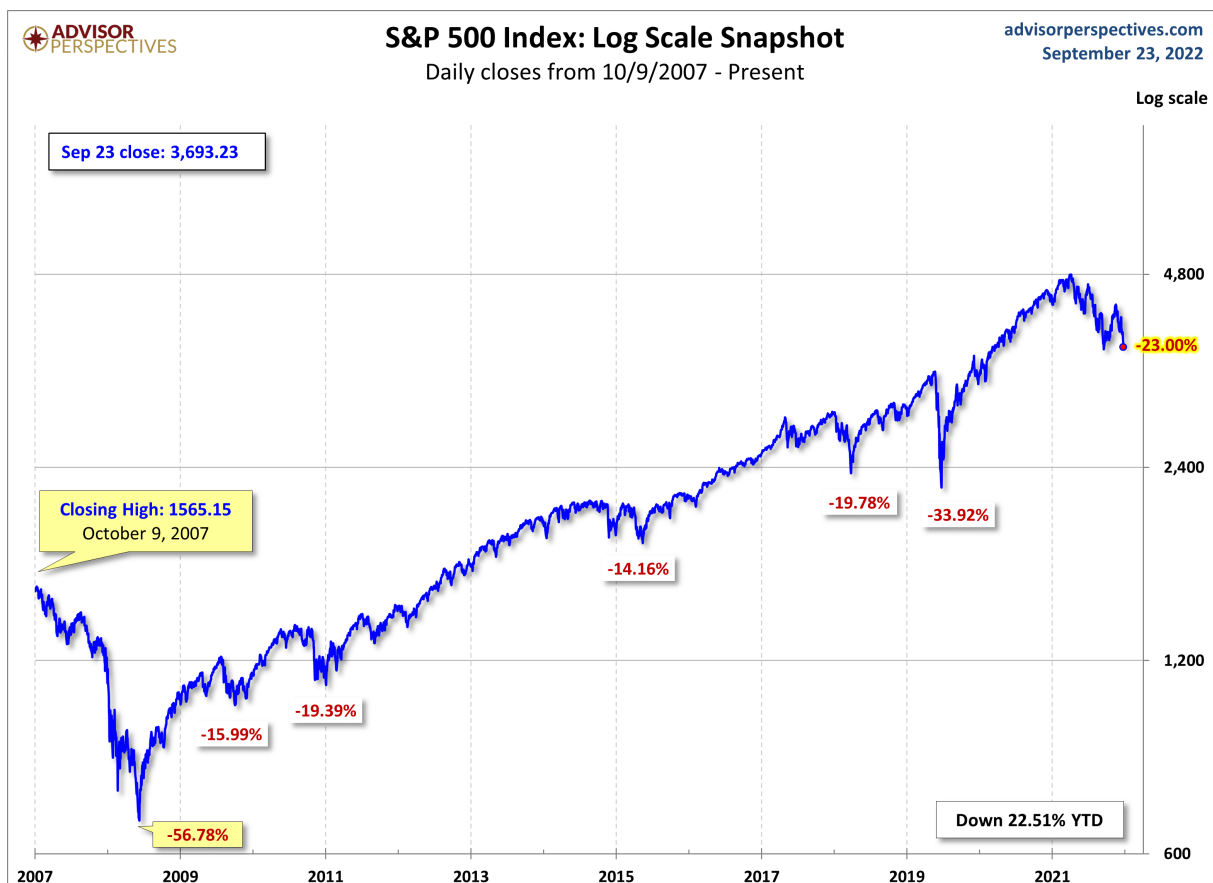 ADVISOR
PERSPECTIVES
S&P 500 Index: Log Scale Snapshot
Daily closes from 10/9/2007 - Present
advisorperspectives.com
September 23, 2022
Log scale
Sep 23 close: 3,693.23
4,800
-23.00%
2,400
Closing High: 1565.15
October 9, 2007
-19.78%
-33.92%
-14.16%
1,200
-19.39%
-15.99%
-56.78%
Down 22.51% YTD
600
2007 2009 2011 2013 2015 2017 2019 2021